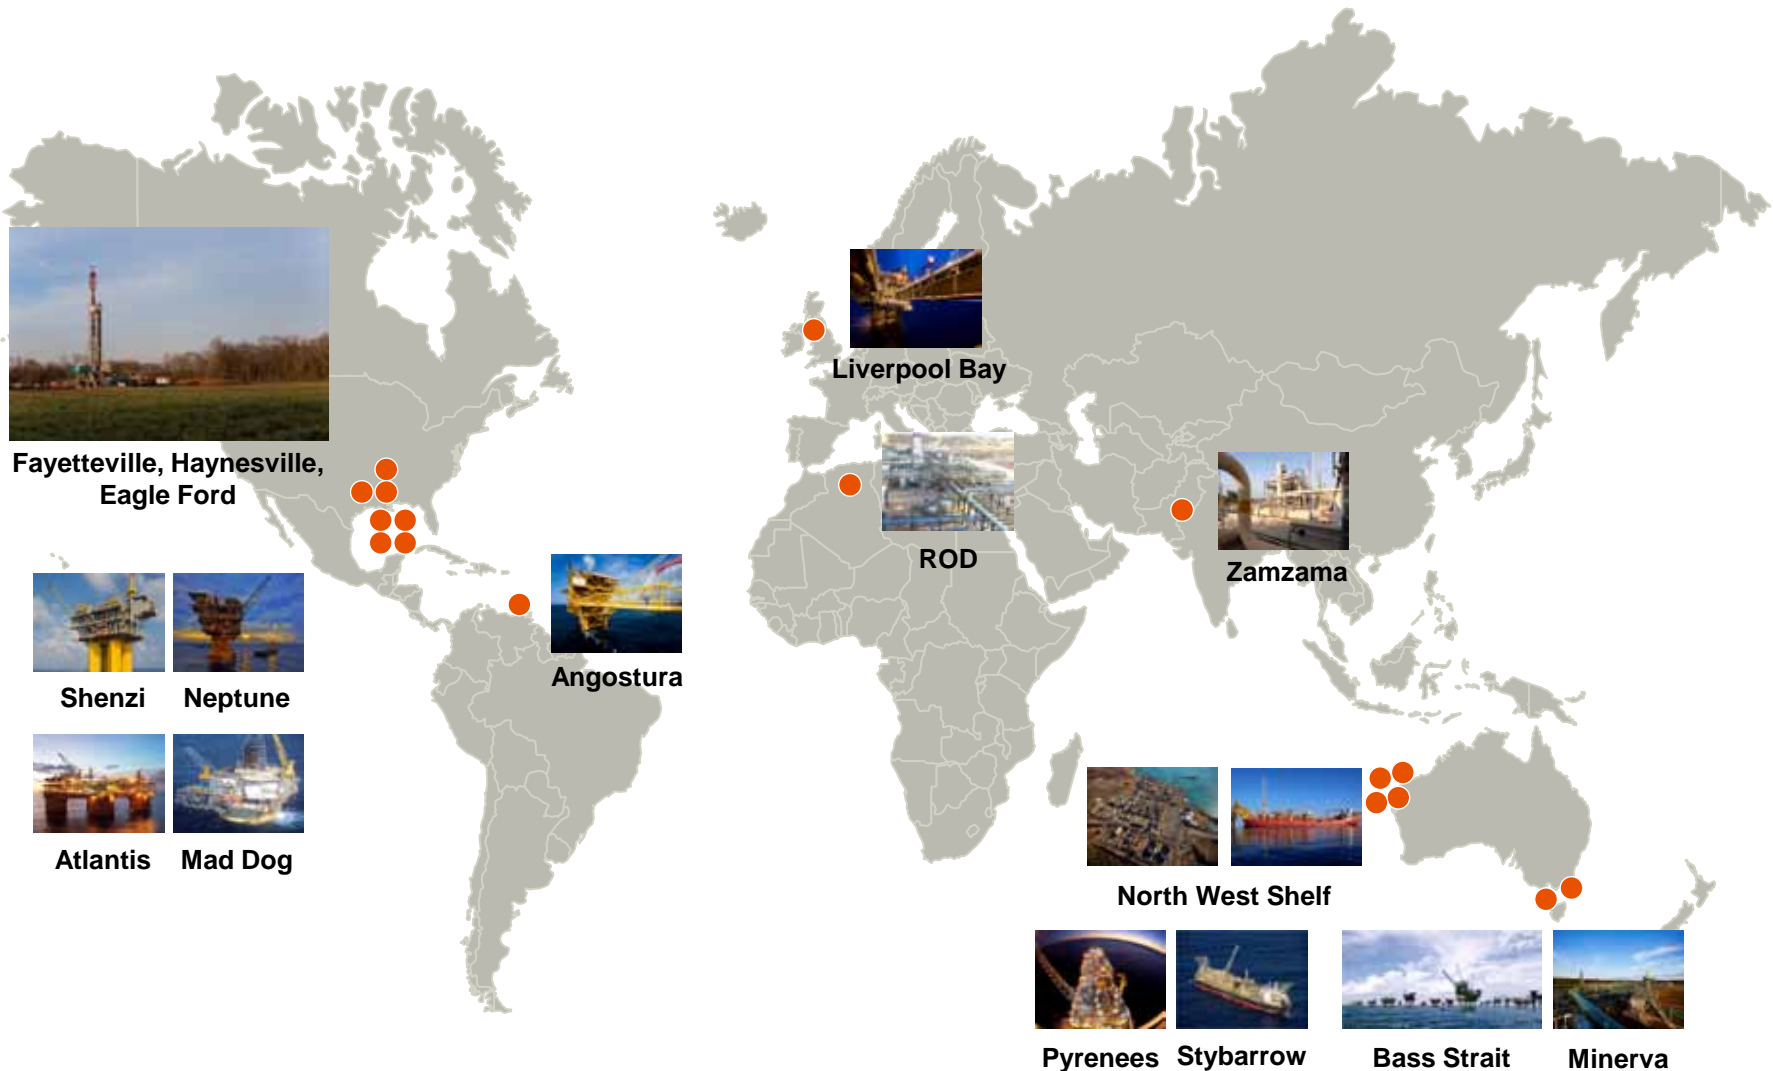 Liverpool Bay
Fayetteville, Haynesville,
Eagle Ford
ROD
Zamzama
Angostura
Shenzi
Neptune
Atlantis
Mad Dog
North West Shelf
Pyrenees
Stybarrow
Bass Strait
Minerva